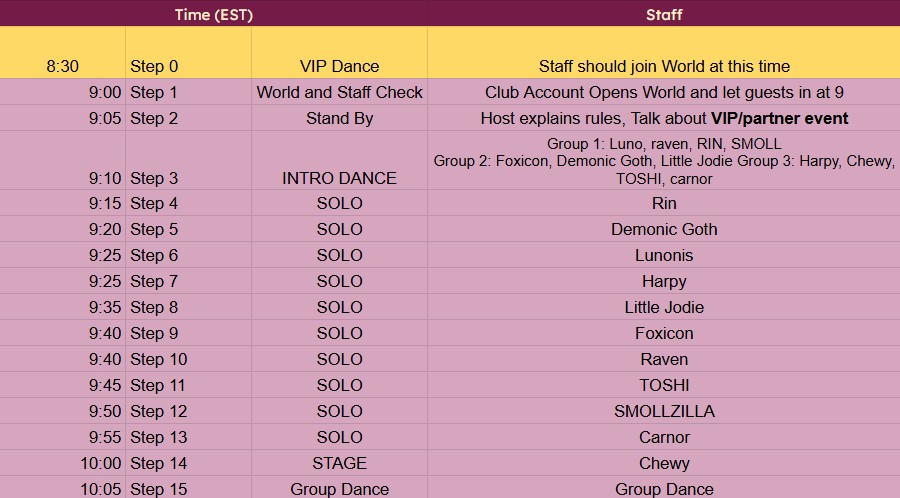 Time (EST) Staff
8:30 Step 0 VIP Dance Staff should join World at this time
9:00 Step 1 World and Staff Check Club Account Opens World and let guests in at 9
9:05 Step 2 Stand By Host explains rules, Talk about VIP/partner event
Group 1: Luno, raven, RIN, SMOLL
Group 2: Foxicon, Demonic Goth, Little Jodie Group 3: Harpy, Chewy,
9:10 Step 3 INTRO DANCE TOSHI, carnor
9:15 Step 4 SOLO Rin
9:20 Step 5 SOLO Demonic Goth
9:25 Step 6 SOLO Lunonis
9:25 Step 7 SOLO Harpy
9:35 Step 8 SOLO Little Jodie
9:40 Step 9 SOLO Foxicon
9:40 Step 10 SOLO Raven
9:45 Step 11 SOLO TOSHI
9:50 Step 12 SOLO SMOLLZILLA
9:55 Step 13 SOLO Carnor
10:00 Step 14 STAGE Chewy
10:05 Step 15 Group Dance Group Dance